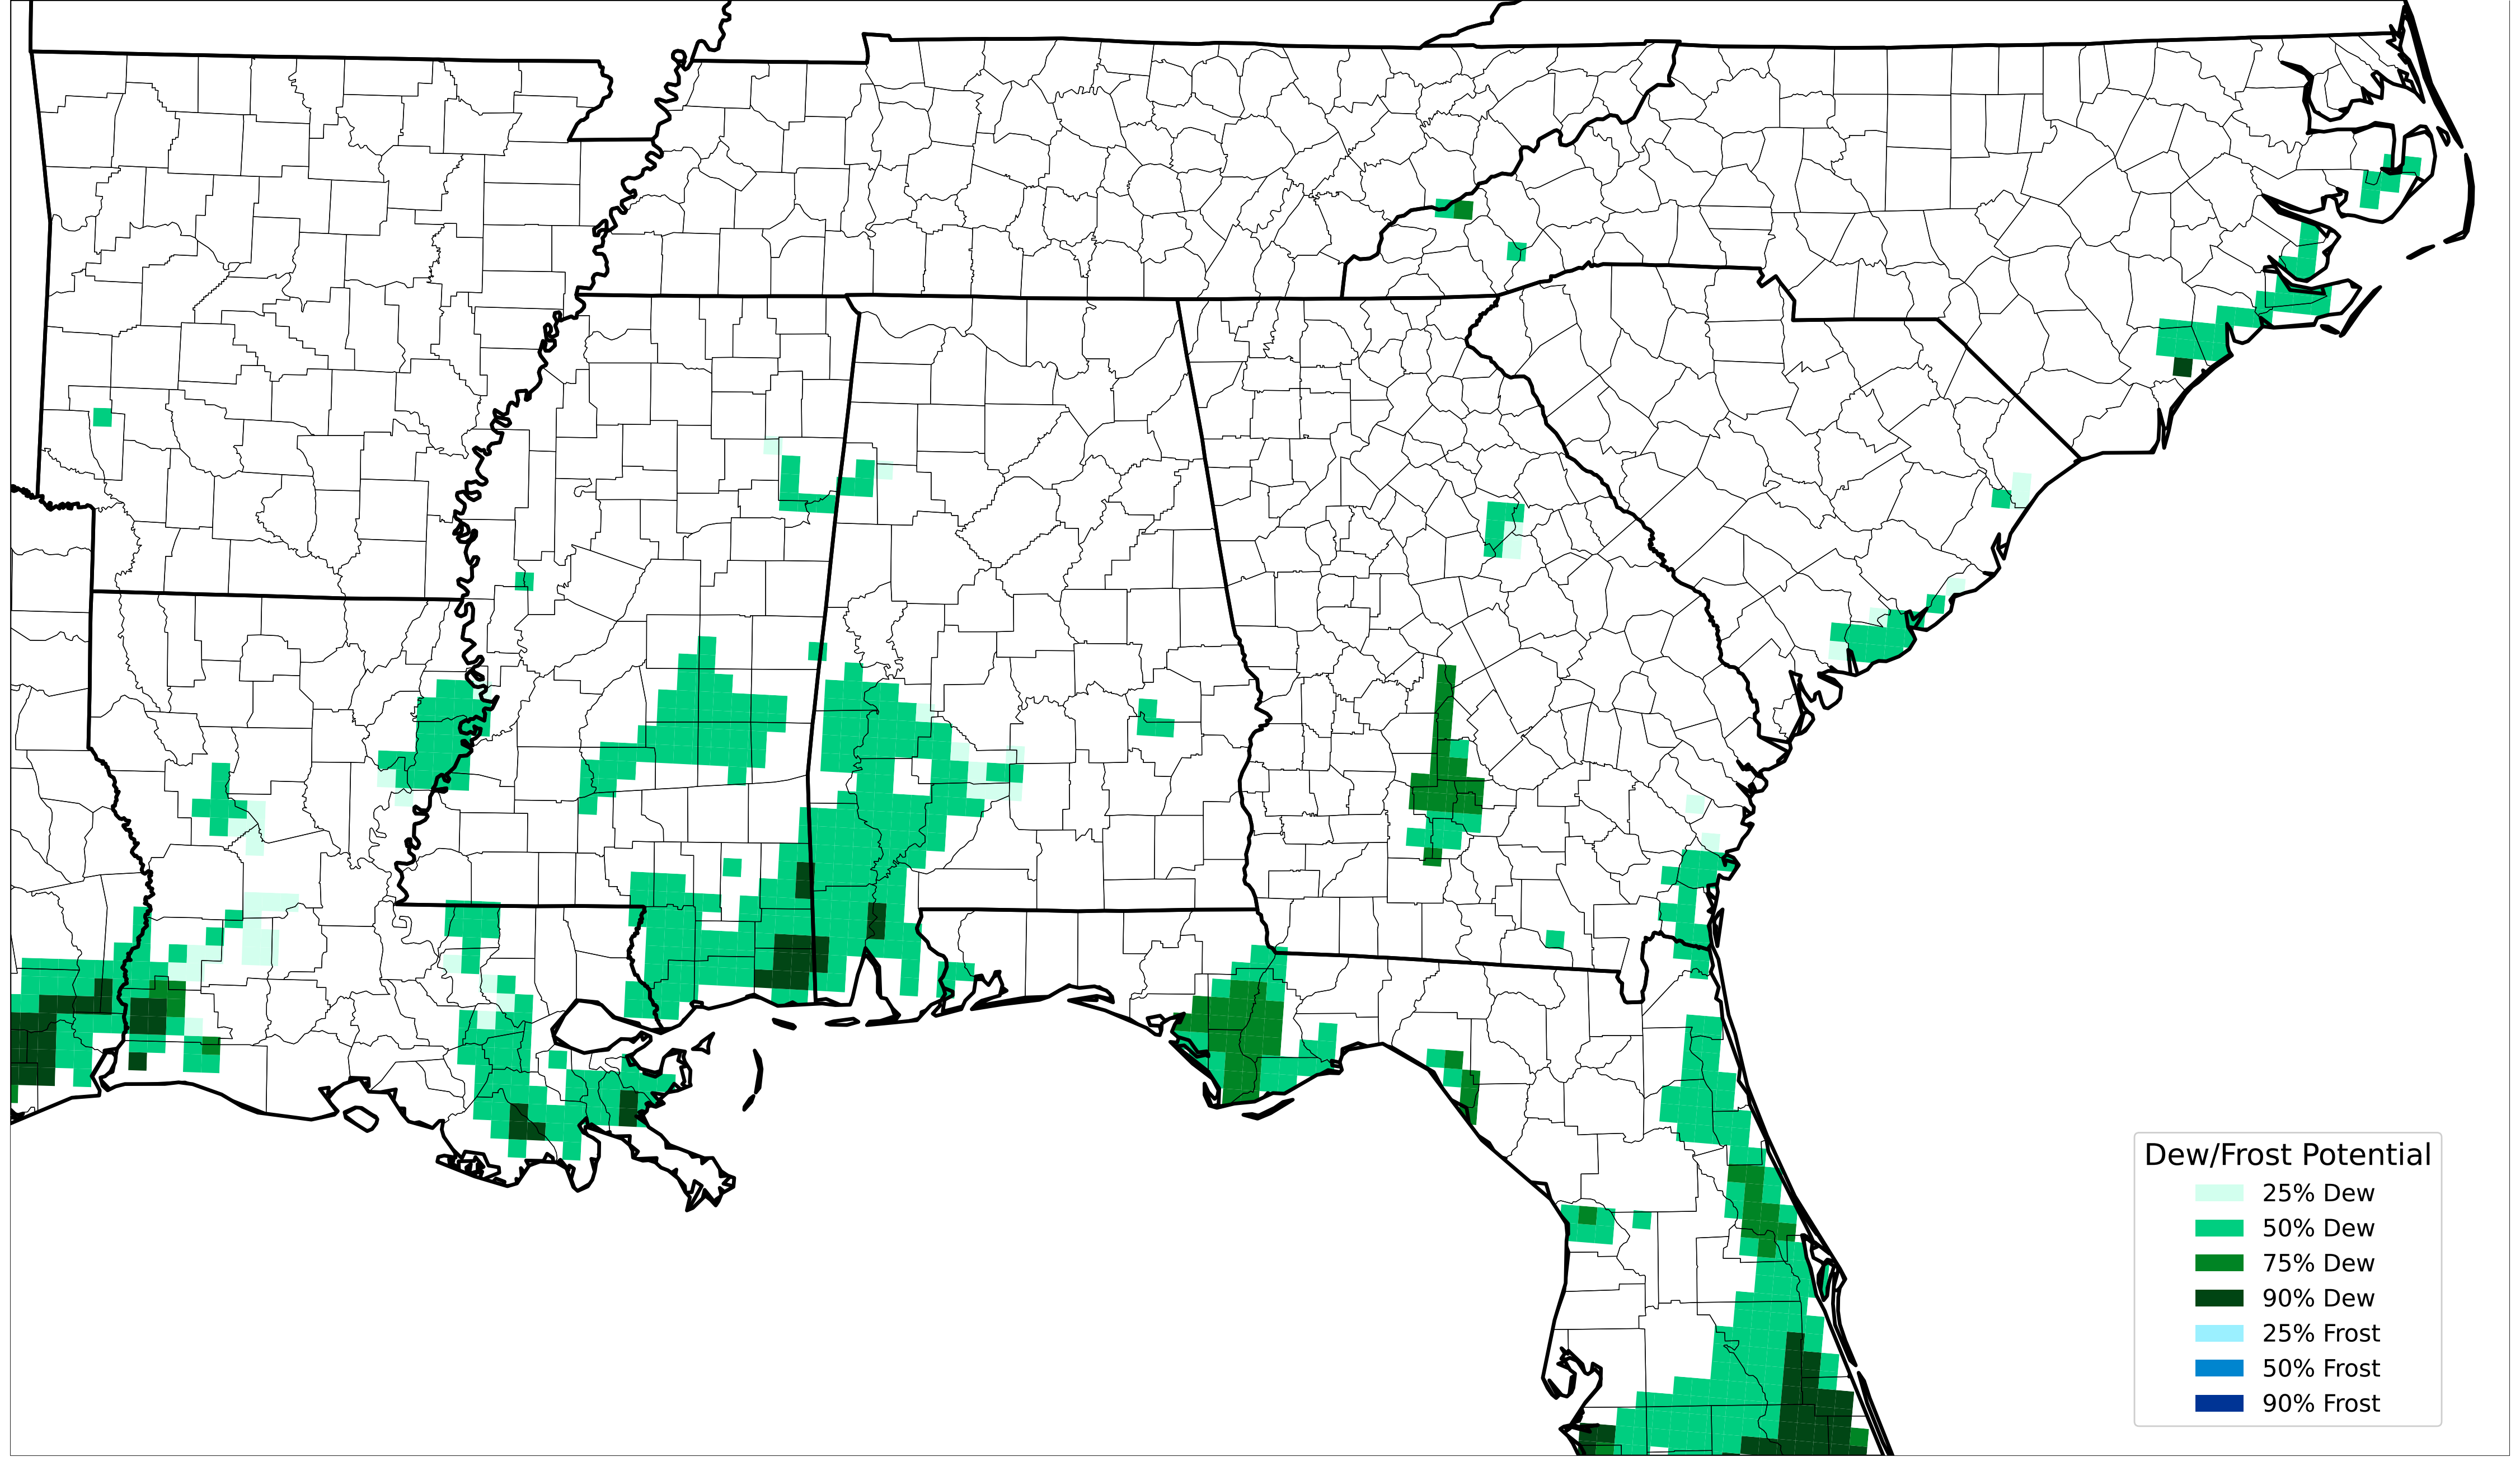 Dew/Frost Potential
25% Dew
50% Dew
75% Dew
90% Dew
25% Frost
50% Frost
90% Frost